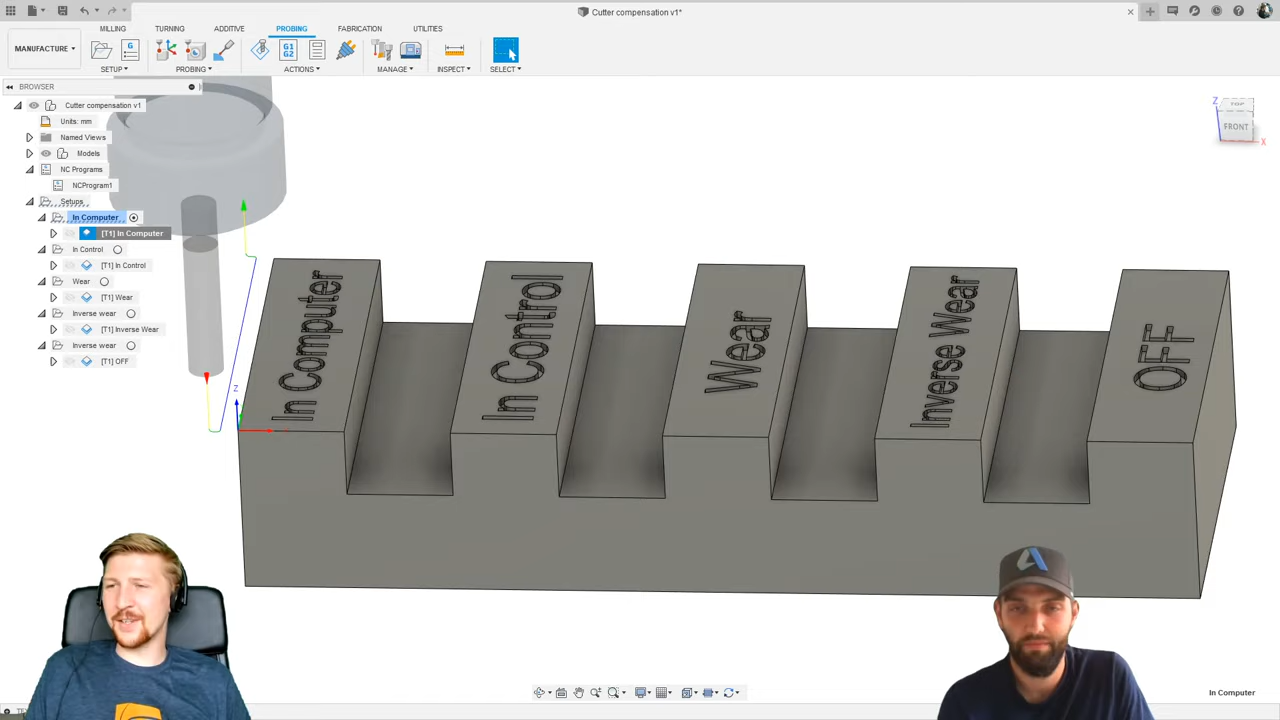 Cutter compensation v1*
MILLING TURNING ADDITIVE PROBING FABRICATION UTILITIES
MANUFACTURE
G
G1
G2
SETUP PROBING ACTIONS MANAGE INSPECT SELECT
BROWSER
Cutter compensation v1
Units: mm
Named Views
Models
NC Programs
NCProgram1
Setups
In Computer
[T1] In Computer
In Control
[T1] In Control
Wear
[T1] Wear
Inverse wear
[T1] Inverse Wear
Inverse wear
[T1] OFF
Z
TOP
FRONT
X
Z
In Computer
In Control
Wear
Inverse Wear
OFF
In Computer